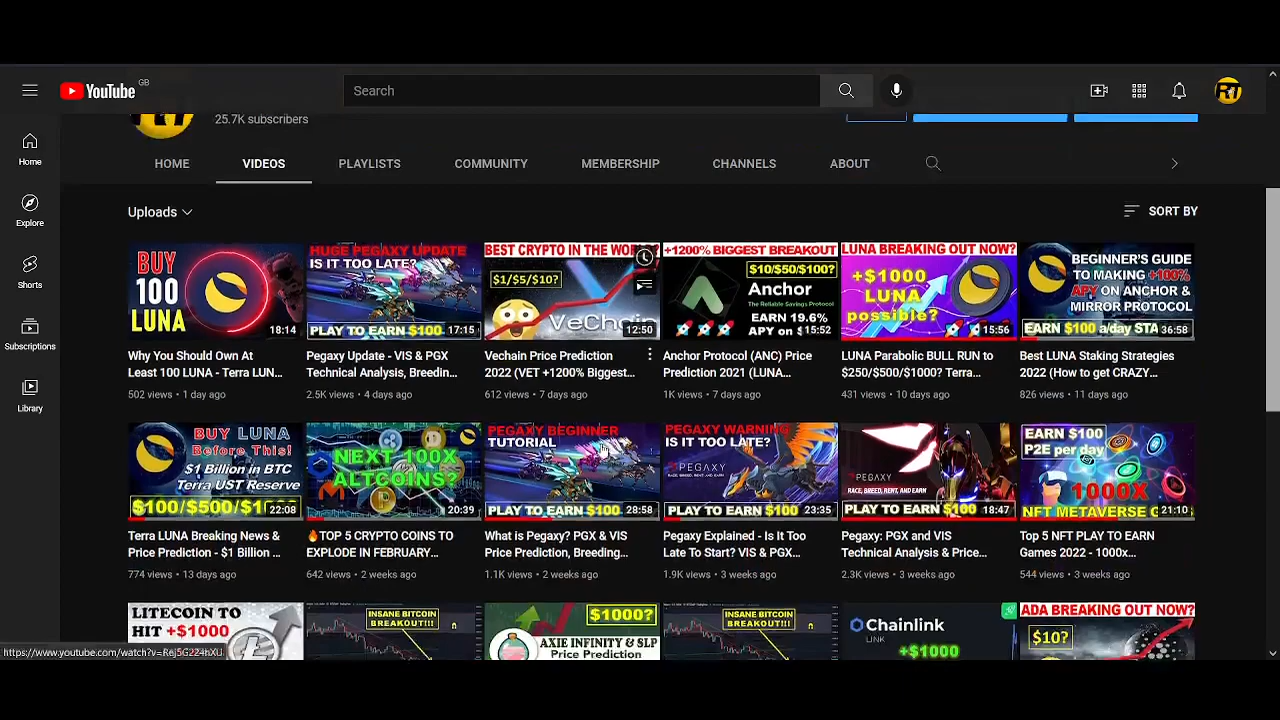 YouTube GB
Search
25.7K subscribers
HOME VIDEOS PLAYLISTS COMMUNITY MEMBERSHIP CHANNELS ABOUT
Home
Explore
Shorts
Subscriptions
Library
Uploads
SORT BY
BUY
100
LUNA
18:14
Why You Should Own At
Least 100 LUNA - Terra LUN...
502 views • 1 day ago
HUGE PEGAXY UPDATE
IS IT TOO LATE?
PLAY TO EARN $100
17:15
Pegaxy Update - VIS & PGX
Technical Analysis, Breedin...
2.5K views • 4 days ago
BEST CRYPTO IN THE
$1/$5/$10?
VeChain
12:50
Vechain Price Prediction
2022 (VET +1200% Biggest...
612 views • 7 days ago
+1200% BIGGEST BREAKOUT
$10/$50/$100?
Anchor
The Reliable Savings Protocol
EARN 19.6%
APY on $
15:52
Anchor Protocol (ANC) Price
Prediction 2021 (LUNA...
1K views • 7 days ago
LUNA BREAKING OUT NOW?
+$1000
LUNA
possible?
15:56
LUNA Parabolic BULL RUN to
$250/$500/$1000? Terra...
431 views • 10 days ago
BEGINNER'S GUIDE
TO MAKING +100%
APY ON ANCHOR &
MIRROR PROTOCOL
EARN $100 a/day STA
36:58
Best LUNA Staking Strategies
2022 (How to get CRAZY...
826 views • 11 days ago
BUY LUNA
Before This!
$1 Billion in BTC
Terra UST Reserve
$100/$500/$1
22:08
Terra LUNA Breaking News &
Price Prediction - $1 Billion ...
774 views • 13 days ago
NEXT 100X
ALTCOINS?
20:39
🔥TOP 5 CRYPTO COINS TO
EXPLODE IN FEBRUARY...
642 views • 2 weeks ago
PEGAXY BEGINNER
TUTORIAL
PLAY TO EARN $100
28:58
What is Pegaxy? PGX & VIS
Price Prediction, Breeding...
1.1K views • 2 weeks ago
PEGAXY WARNING
IS IT TOO LATE?
PEGAXY
PLAY TO EARN $100
23:35
Pegaxy Explained - Is It Too
Late To Start? VIS & PGX...
1.9K views • 3 weeks ago
PEGAXY
RACE, BREED, RENT, AND EARN
PLAY TO EARN $100
18:47
Pegaxy: PGX and VIS
Technical Analysis & Price...
2.3K views • 3 weeks ago
EARN $100
P2E per day
1000X
NFT METAVERSE G
21:10
Top 5 NFT PLAY TO EARN
Games 2022 - 1000x...
544 views • 3 weeks ago
LITECOIN TO
HIT +$1000
INSANE BITCOIN
BREAKOUT!!!
$1000?
AXIE INFINITY & SLP
Price Prediction
INSANE BITCOIN
BREAKOUT!!!
Chainlink
LINK
+$1000
ADA BREAKING OUT NOW?
$10?